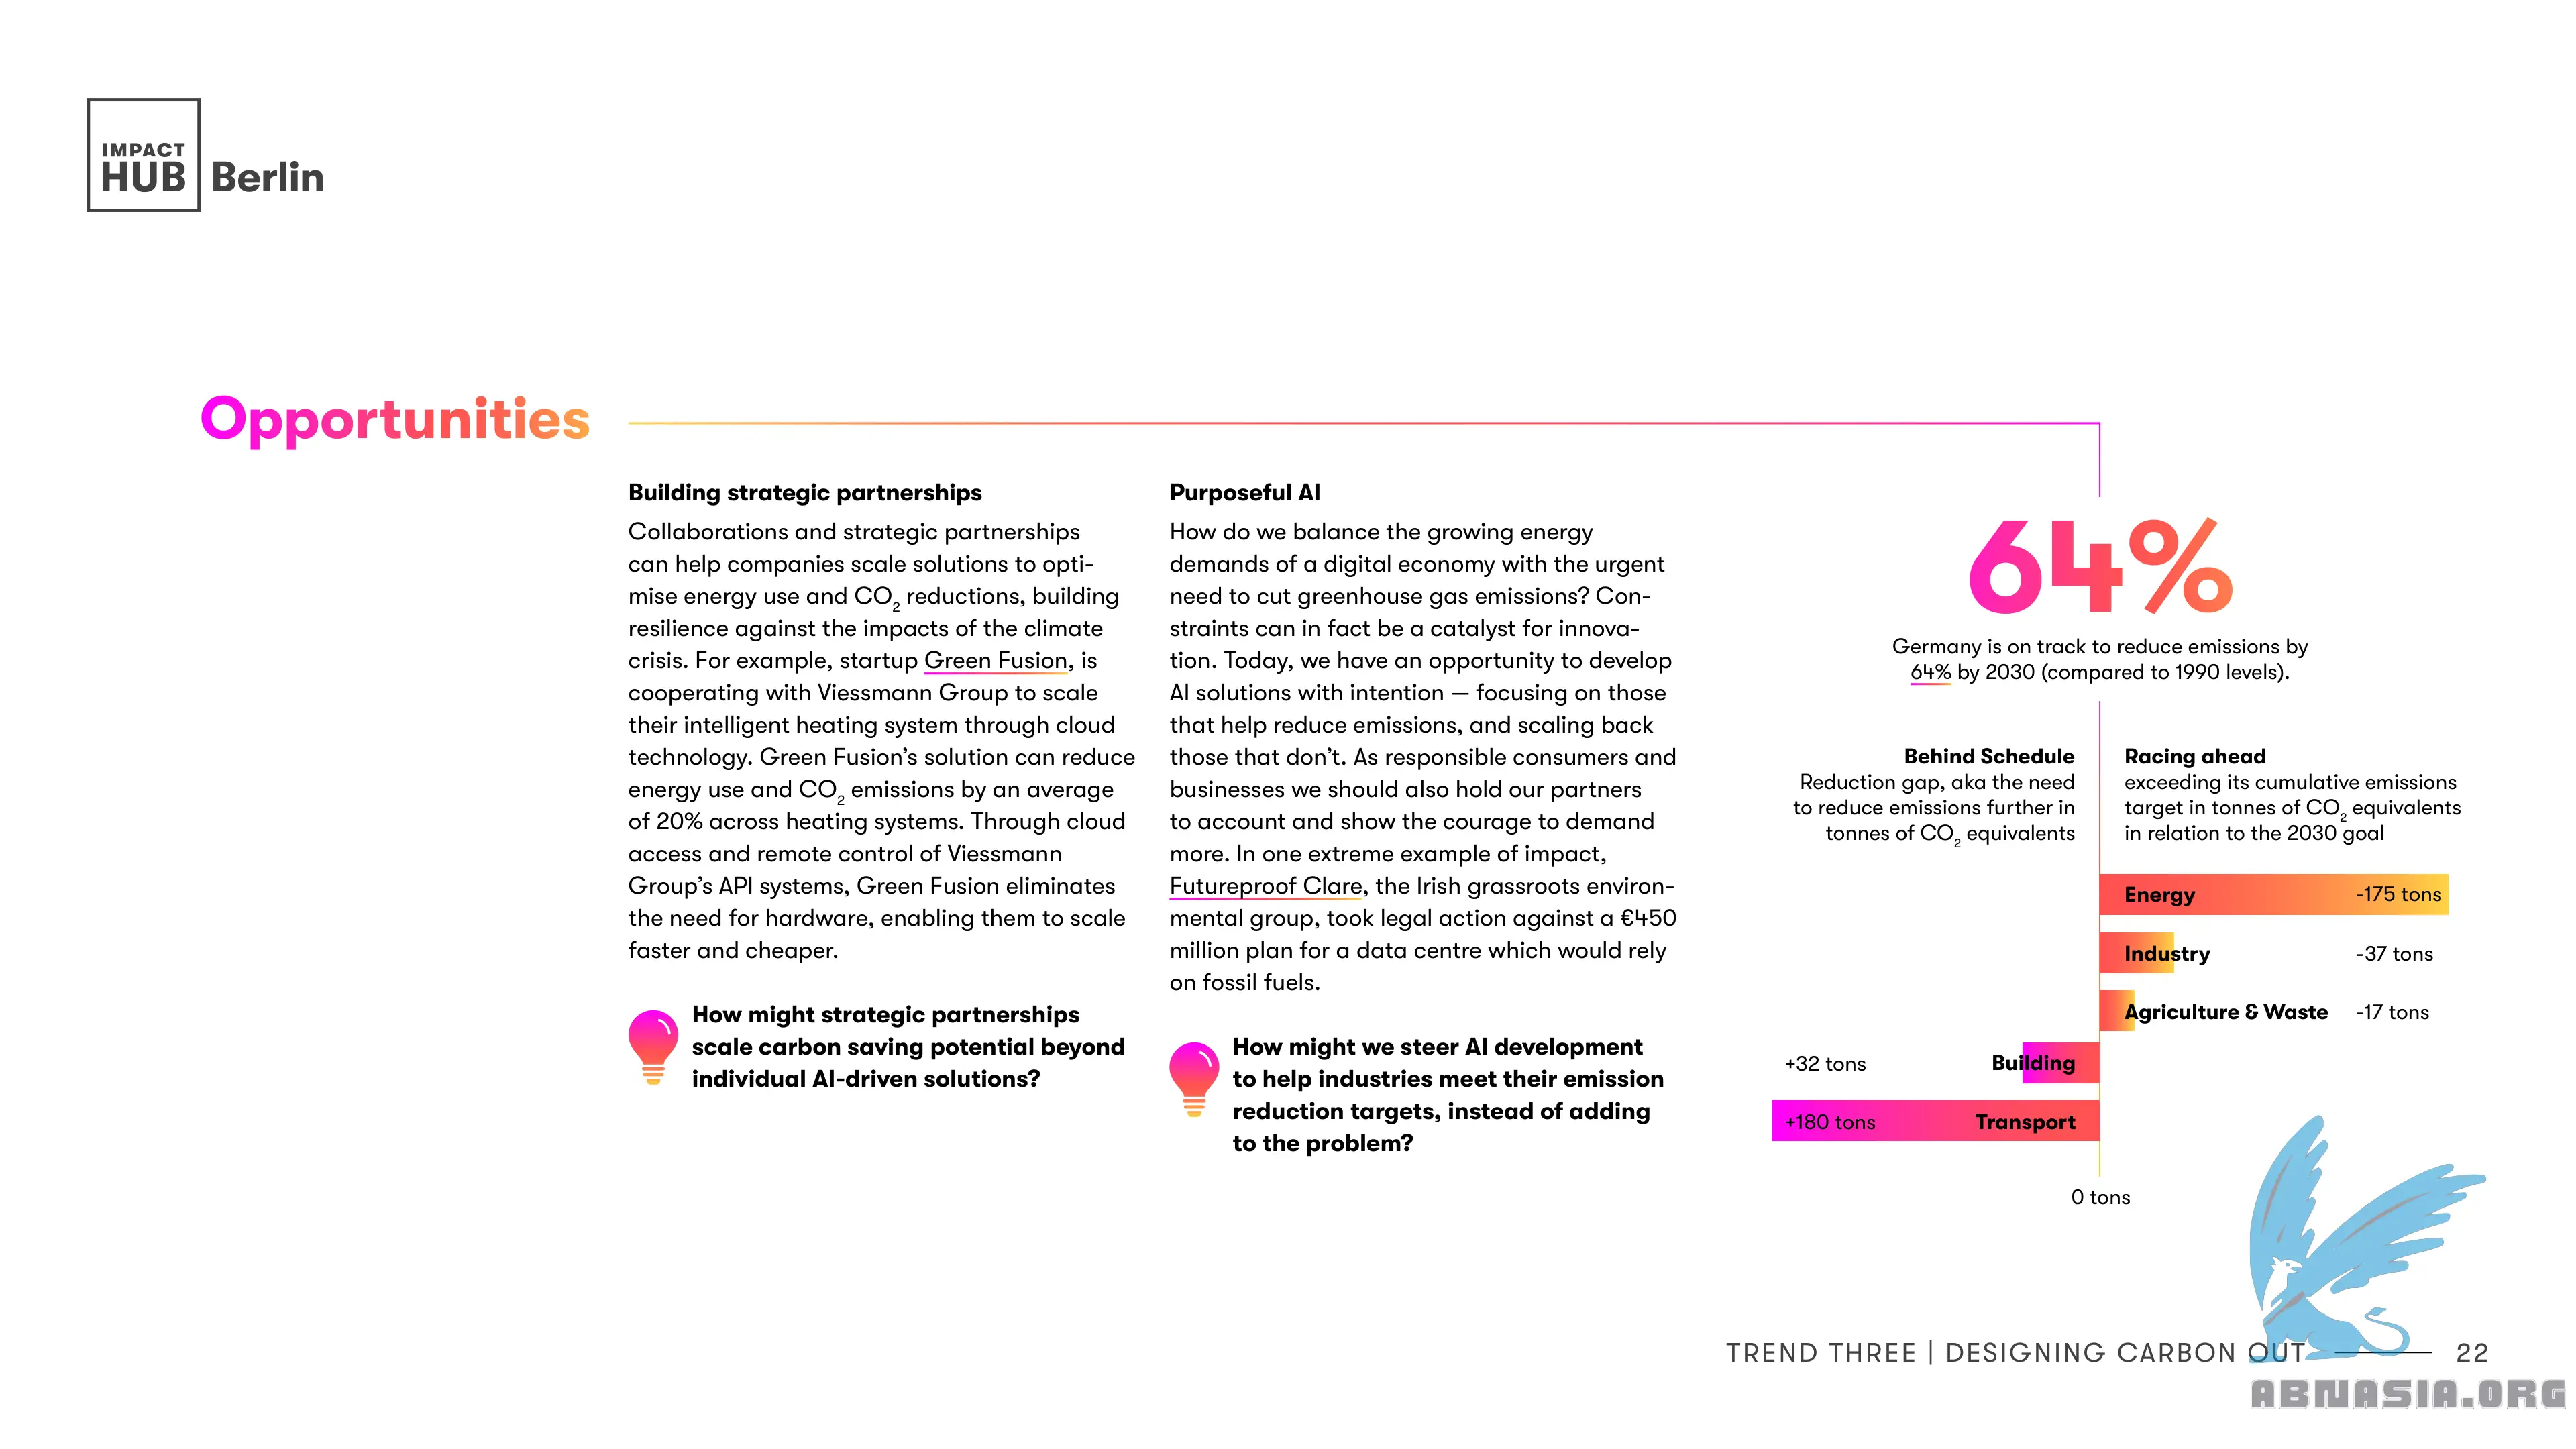 IMPACT
HUB Berlin
Opportunities
Building strategic partnerships
Collaborations and strategic partnerships
can help companies scale solutions to opti-
mise energy use and CO₂ reductions, building
resilience against the impacts of the climate
crisis. For example, startup Green Fusion, is
cooperating with Viessmann Group to scale
their intelligent heating system through cloud
technology. Green Fusion’s solution can reduce
energy use and CO₂ emissions by an average
of 20% across heating systems. Through cloud
access and remote control of Viessmann
Group’s API systems, Green Fusion eliminates
the need for hardware, enabling them to scale
faster and cheaper.
How might strategic partnerships
scale carbon saving potential beyond
individual AI-driven solutions?
Purposeful AI
How do we balance the growing energy
demands of a digital economy with the urgent
need to cut greenhouse gas emissions? Con-
straints can in fact be a catalyst for innova-
tion. Today, we have an opportunity to develop
AI solutions with intention — focusing on those
that help reduce emissions, and scaling back
those that don’t. As responsible consumers and
businesses we should also hold our partners
to account and show the courage to demand
more. In one extreme example of impact,
Futureproof Clare, the Irish grassroots environ-
mental group, took legal action against a €450
million plan for a data centre which would rely
on fossil fuels.
How might we steer AI development
to help industries meet their emission
reduction targets, instead of adding
to the problem?
64%
Germany is on track to reduce emissions by
64% by 2030 (compared to 1990 levels).
Behind Schedule
Reduction gap, aka the need
to reduce emissions further in
tonnes of CO₂ equivalents
Racing ahead
exceeding its cumulative emissions
target in tonnes of CO₂ equivalents
in relation to the 2030 goal
Energy -175 tons
Industry -37 tons
Agriculture & Waste -17 tons
+32 tons Building
+180 tons Transport
0 tons
TREND THREE | DESIGNING CARBON OUT 22
ABNASIA.ORG